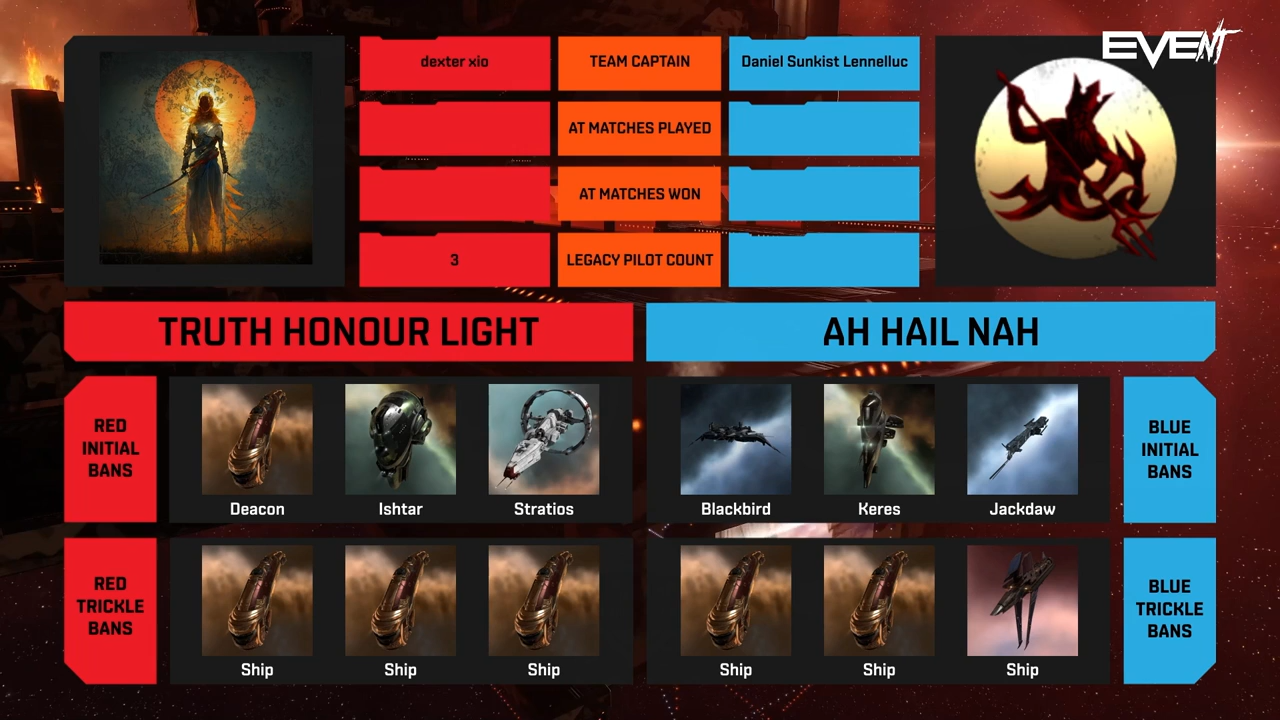 EVENT
dexter xio
TEAM CAPTAIN
Daniel Sunkist Lennelluc
AT MATCHES PLAYED
AT MATCHES WON
3
LEGACY PILOT COUNT
TRUTH HONOUR LIGHT
AH HAIL NAH
RED
INITIAL
BANS
Deacon
Ishtar
Stratios
Blackbird
Keres
Jackdaw
BLUE
INITIAL
BANS
RED
TRICKLE
BANS
Ship
Ship
Ship
Ship
Ship
Ship
BLUE
TRICKLE
BANS